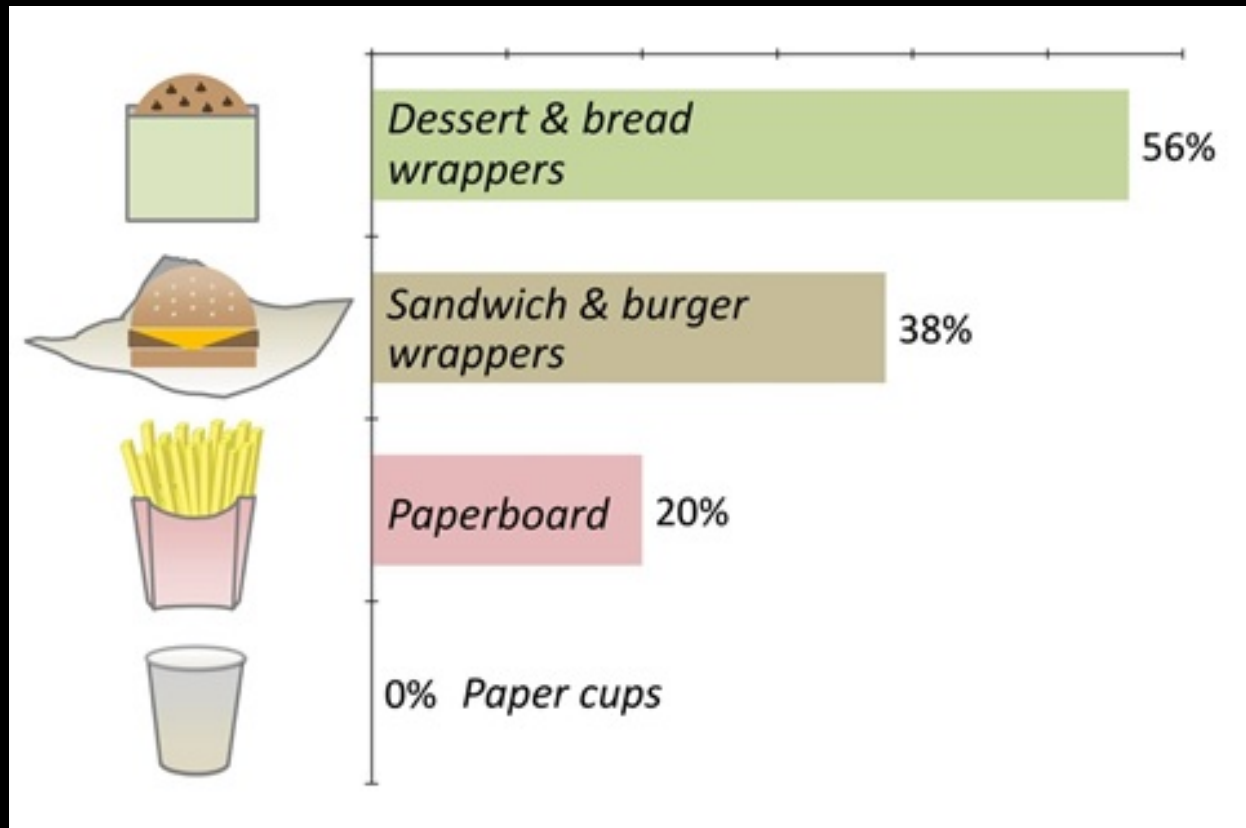 Dessert & bread
wrappers
56%
Sandwich & burger
wrappers
38%
Paperboard
20%
0% Paper cups